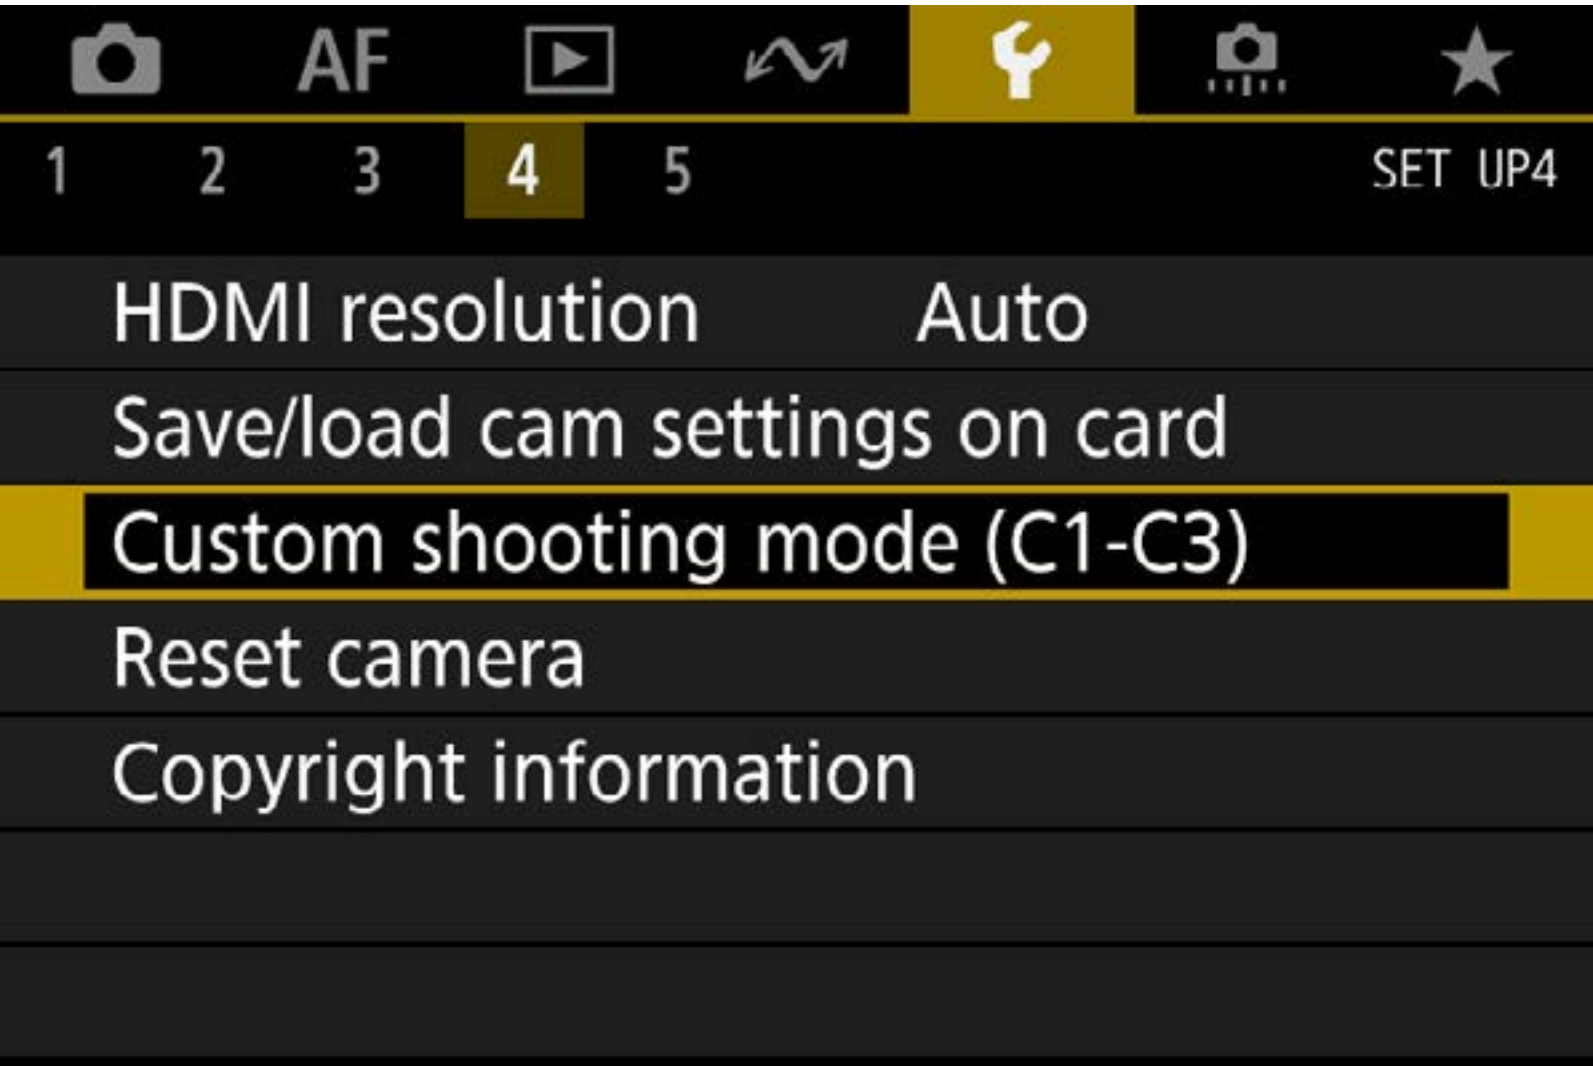 AF
1 2 3 4 5 SET UP4
HDMI resolution Auto
Save/load cam settings on card
Custom shooting mode (C1-C3)
Reset camera
Copyright information